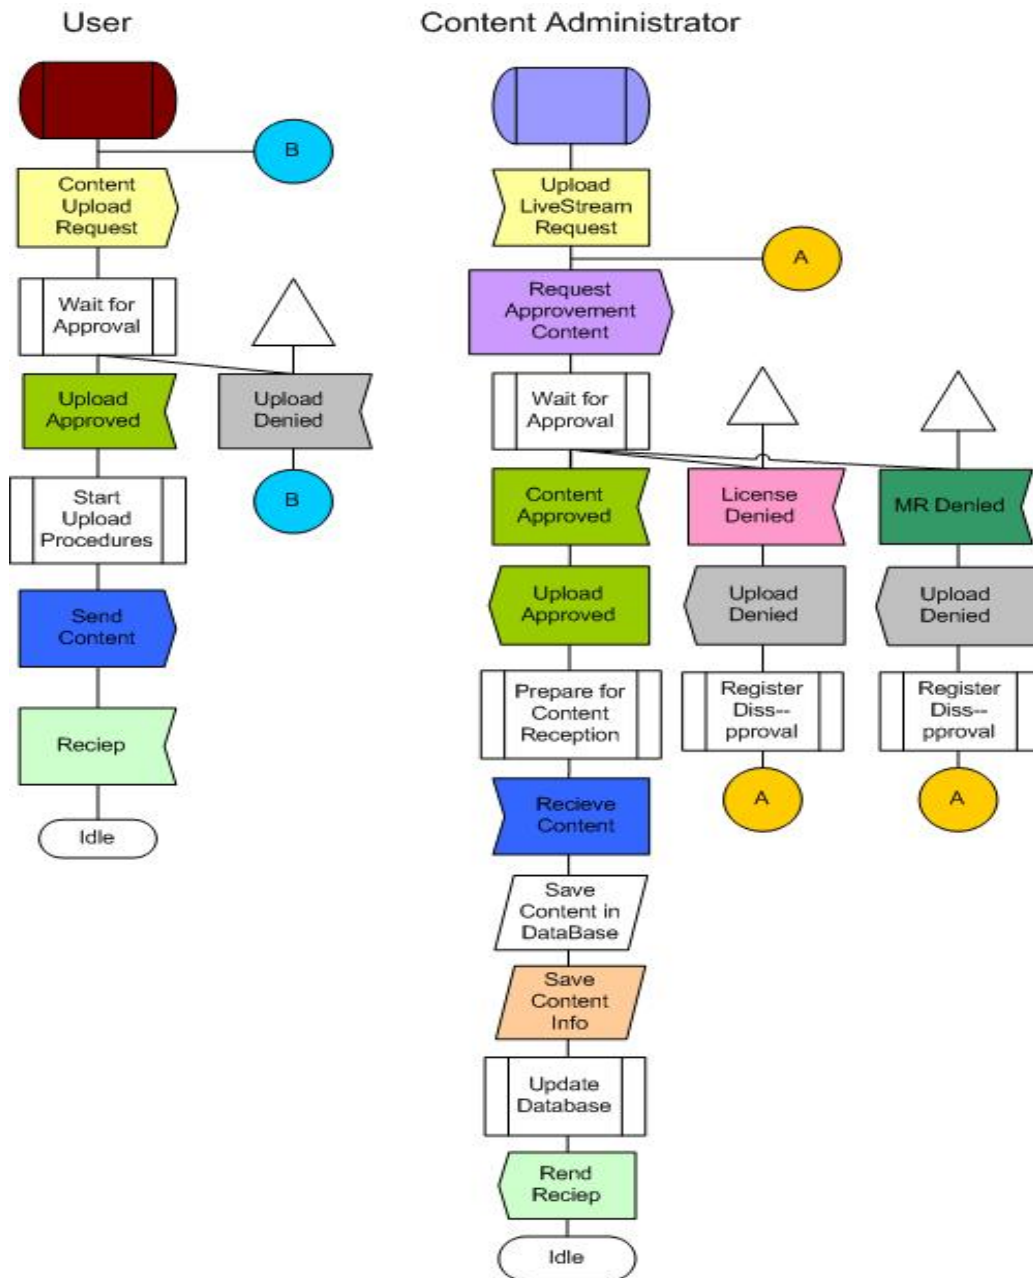 User
Content Administrator
B
Content
Upload
Request
Wait for
Approval
Upload
Approved
Upload
Denied
B
Start
Upload
Procedures
Send
Content
Reciep
Idle
Upload
LiveStream
Request
A
Request
Approvement
Content
Wait for
Approval
Content
Approved
License
Denied
MR Denied
Upload
Approved
Upload
Denied
Upload
Denied
Prepare for
Content
Reception
Register
Diss--
pproval
Register
Diss--
pproval
A
A
Recieve
Content
Save
Content in
DataBase
Save
Content
Info
Update
Database
Rend
Reciep
Idle